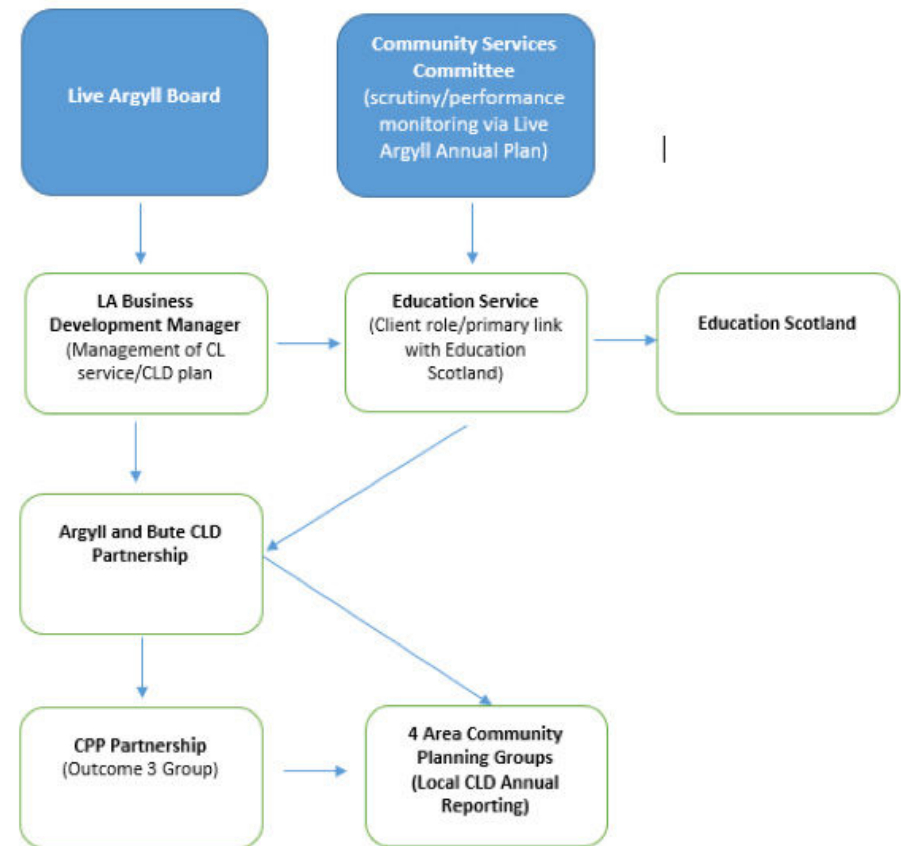 Live Argyll Board
Community Services
Committee
(scrutiny/performance
monitoring via Live
Argyll Annual Plan)
LA Business
Development Manager
(Management of CL
service/CLD plan
Education Service
(Client role/primary link
with Education
Scotland)
Education Scotland
Argyll and Bute CLD
Partnership
CPP Partnership
(Outcome 3 Group)
4 Area Community
Planning Groups
(Local CLD Annual
Reporting)